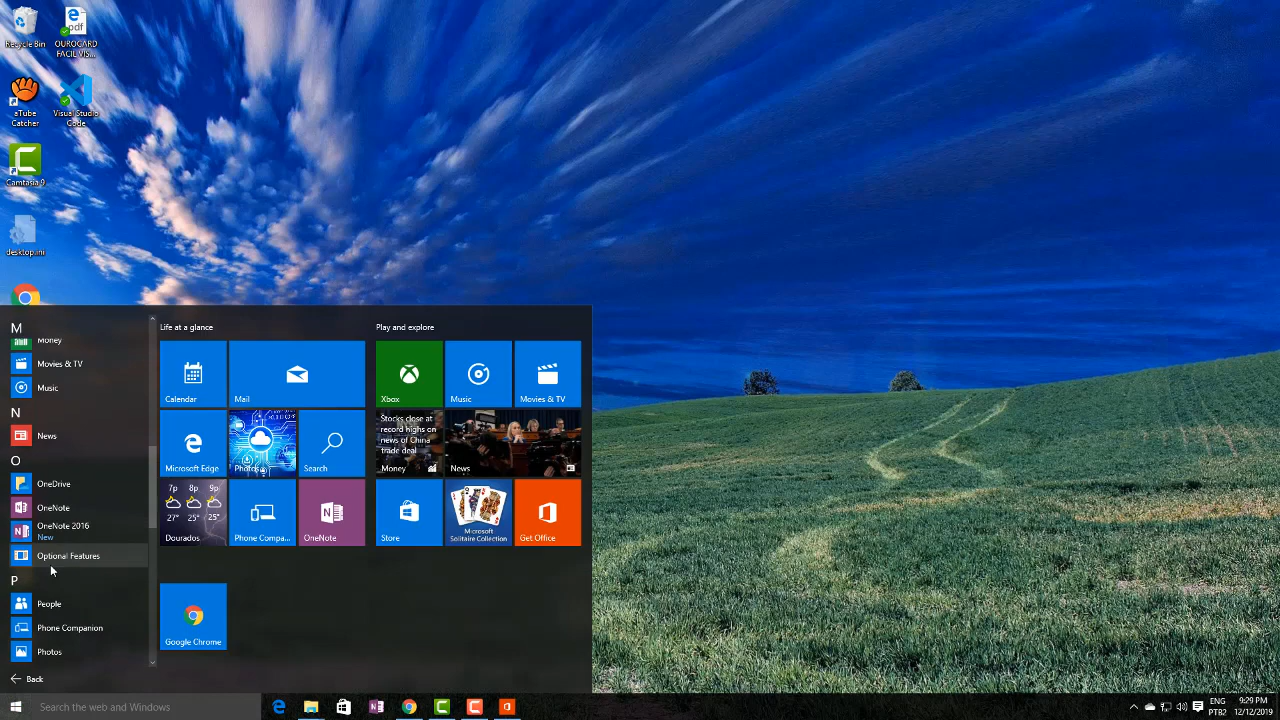 Recycle Bin
pdf
OUROCARD
FACIL VIS...
aTube
Catcher
Visual Studio
Code
Camtasia 9
desktop.ini
M
Money
Movies & TV
Music
N
News
O
OneDrive
OneNote
OneNote 2016
New
Optional Features
P
People
Phone Companion
Photos
Back
Life at a glance
Calendar
Mail
Microsoft Edge
Photos
Search
7p 8p 9p
27° 25° 25°
Dourados
Phone Compa...
OneNote
Google Chrome
Play and explore
Xbox
Music
Movies & TV
Stocks close at
record highs on
news of China
trade deal
Money
News
Store
Microsoft
Solitaire Collection
Get Office
Search the web and Windows
ENG
PTB2
9:29 PM
12/12/2019